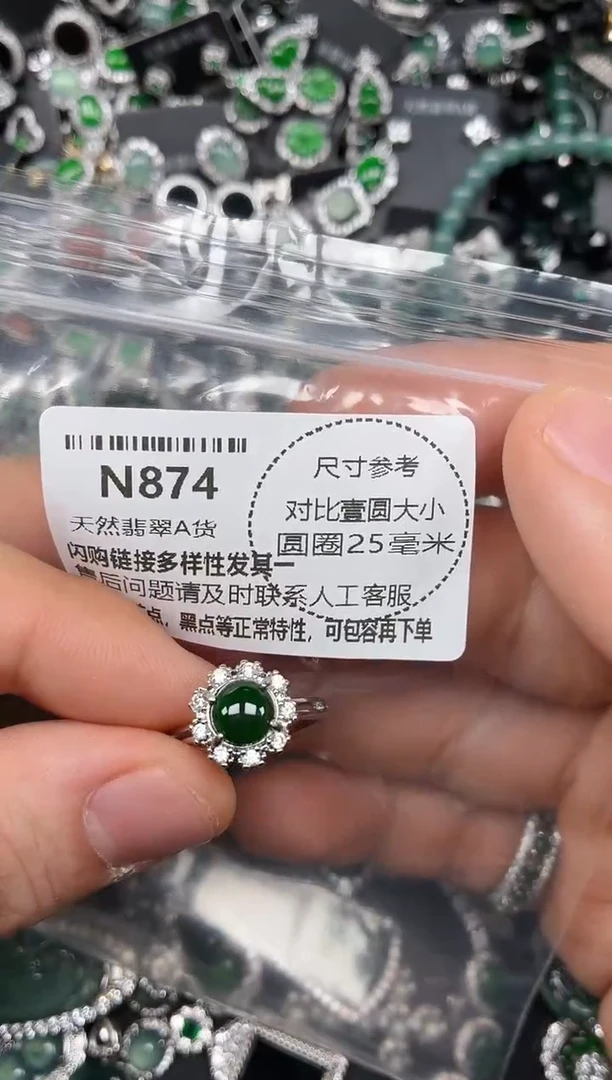 N874
天然翡翠A货
尺寸参考
对比壹圆大小
圆圈25毫米
闪购链接多样性发其一
售后问题请及时联系人工客服
点，黑点等正常特性，可包容再下单